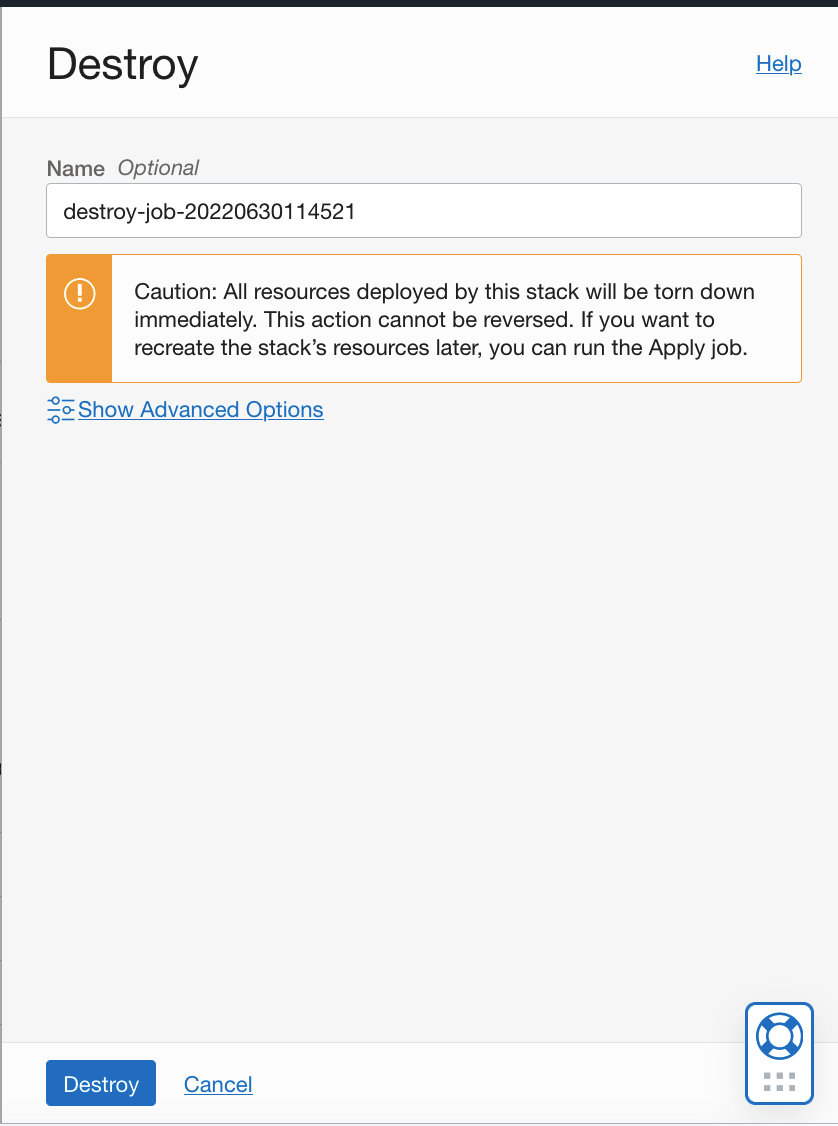 Destroy
Help
Name Optional
destroy-job-20220630114521
Caution: All resources deployed by this stack will be torn down
immediately. This action cannot be reversed. If you want to
recreate the stack’s resources later, you can run the Apply job.
Show Advanced Options
Destroy
Cancel